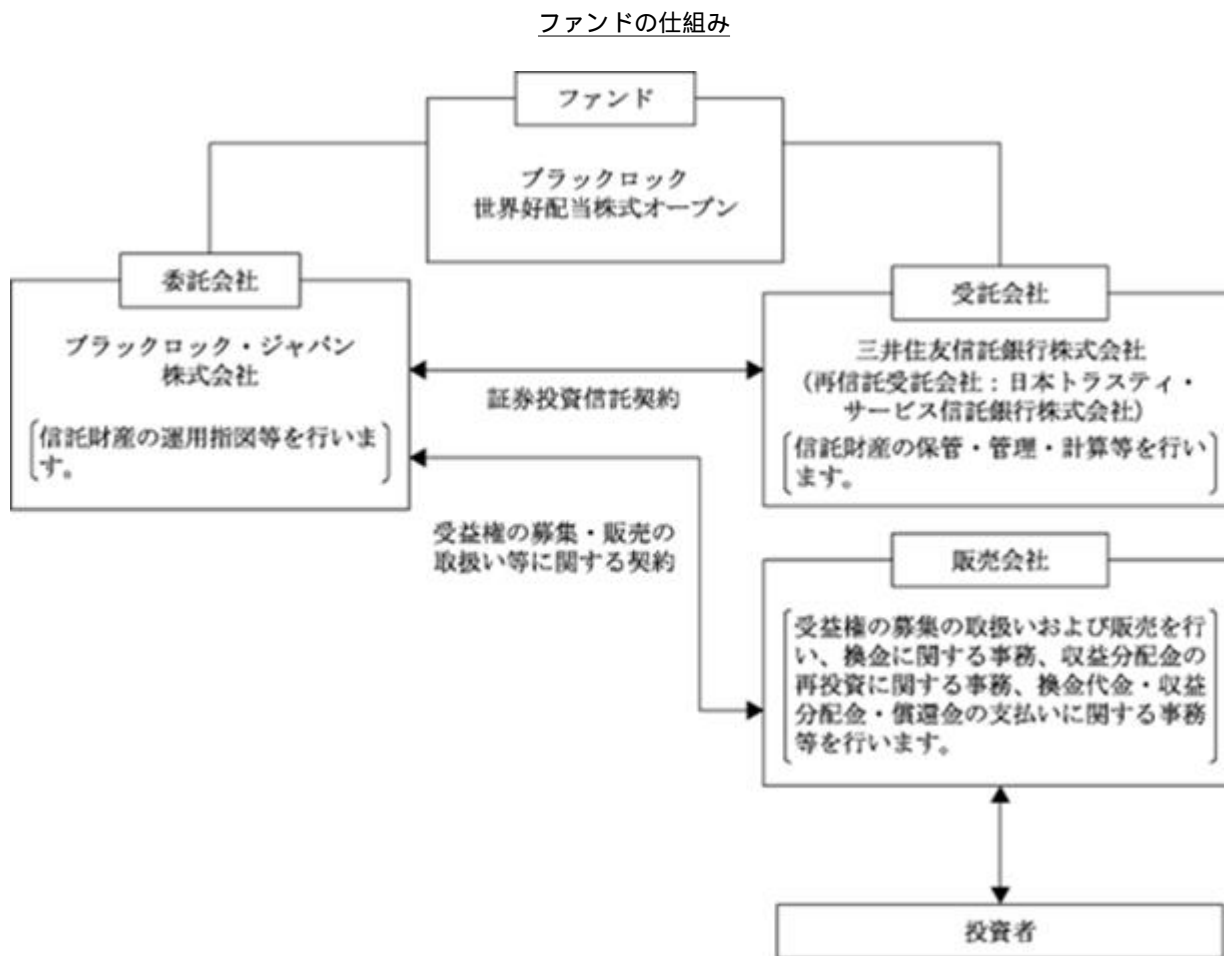 ファンドの仕組み
ファンド
ブラックロック
世界好配当株式オープン
委託会社
ブラックロック・ジャパン
株式会社
信託財産の運用指図等を行いま
す。
証券投資信託契約
受託会社
三井住友信託銀行株式会社
(再信託受託会社:日本トラスティ・
サービス信託銀行株式会社)
信託財産の保管・管理・計算等を行い
ます。
受益権の募集・販売の
取扱い等に関する契約
販売会社
受益権の募集の取扱いおよび販売を行
い、換金に関する事務、収益分配金の
再投資に関する事務、換金代金・収益
分配金・償還金の支払いに関する事務
等を行います。
投資者